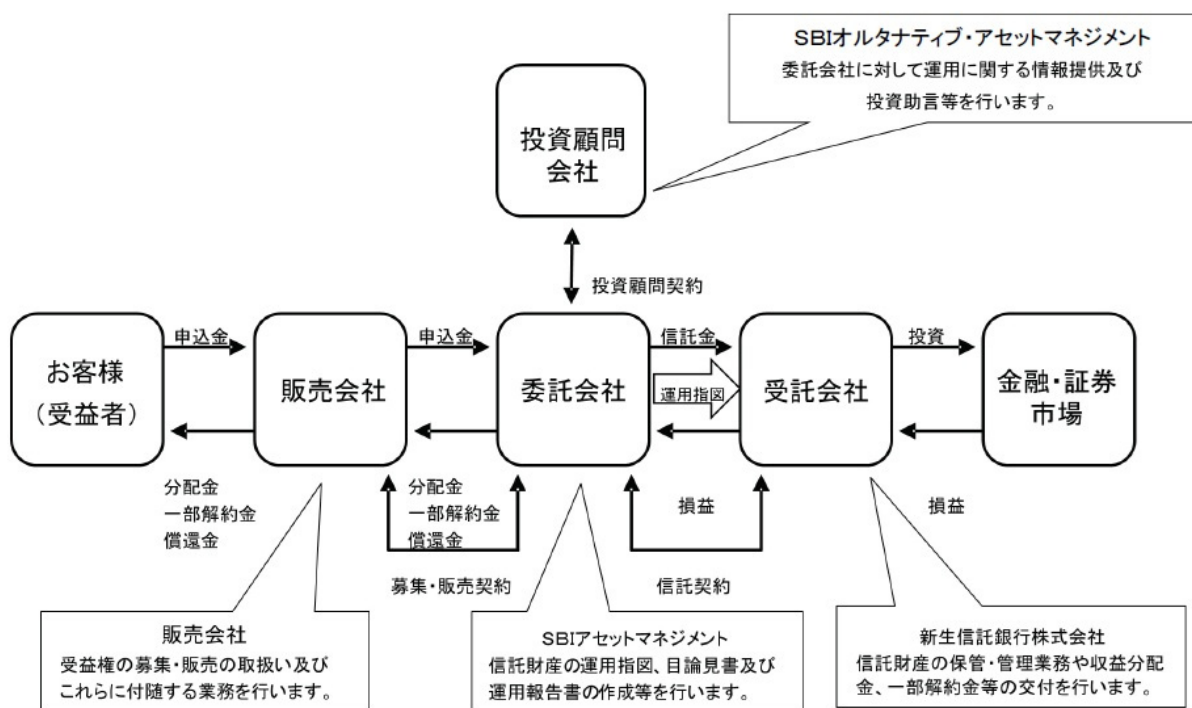 SBIオルタナティブ・アセットマネジメント
委託会社に対して運用に関する情報提供及び
投資助言等を行います。
投資顧問
会社
投資顧問契約
お客様
（受益者）
申込金
販売会社
申込金
委託会社
信託金
運用指図
受託会社
投資
金融・証券
市場
分配金
一部解約金
償還金
分配金
一部解約金
償還金
損益
損益
募集・販売契約
信託契約
販売会社
受益権の募集・販売の取扱い及び
これらに付随する業務を行います。
SBIアセットマネジメント
信託財産の運用指図、目論見書及び
運用報告書の作成等を行います。
新生信託銀行株式会社
信託財産の保管・管理業務や収益分配
金、一部解約金等の交付を行います。